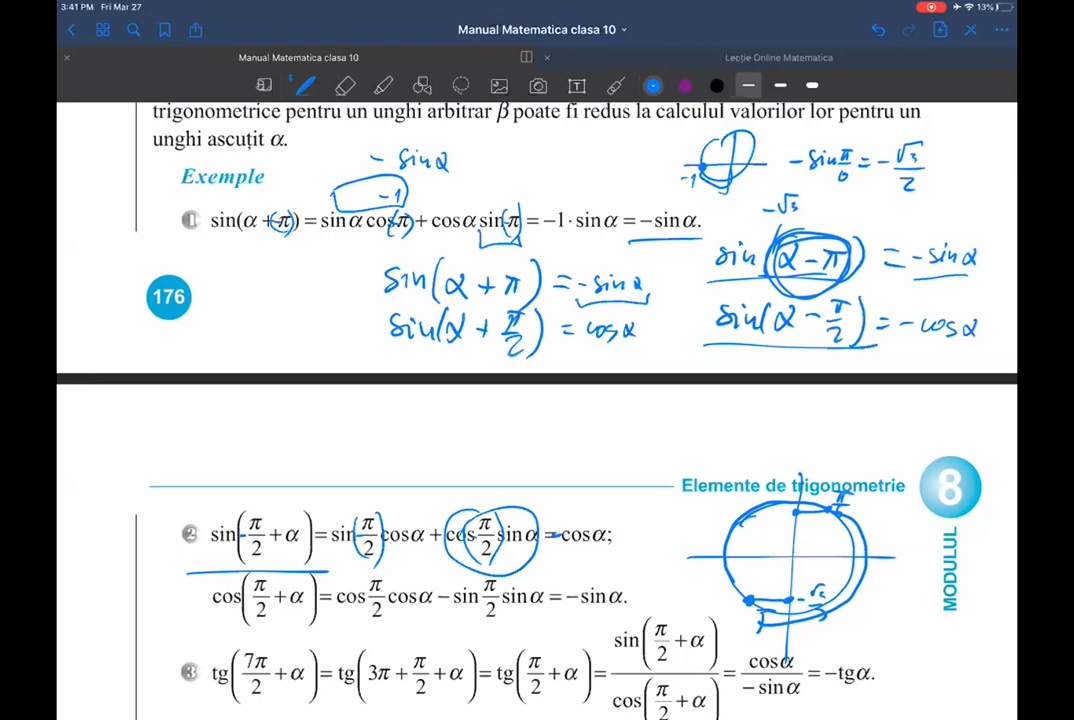 3:41 PM Fri Mar 27
13%
Manual Matematica clasa 10
Manual Matematica clasa 10
Lecție Online Matematica
trigonometrice pentru un unghi arbitrar β poate fi redus la calculul valorilor lor pentru un
unghi ascuțit α.
- sin α
-1
- sin π/6 = - √3/2
Exemple
-1
-√3
1 sin(α + (-π)) = sin α cos(-π) + cos α sin(-π) = -1 · sin α = -sin α.
sin(α - π) = - sin α
sin(α + π) = - sin α
176
sin(α - π/2) = - cos α
sin(α + π/2) = cos α
Elemente de trigonometrie
8
MODULUL
π/
2 sin(-π/2 + α) = sin(-π/2) cos α + cos(π/2) sin α = -cos α;
cos(π/2 + α) = cos π/2 cos α - sin π/2 sin α = -sin α.
3 tg(7π/2 + α) = tg(3π + π/2 + α) = tg(π/2 + α) = sin(π/2 + α) / cos(π/2 + α) = cos α / -sin α = -tg α.